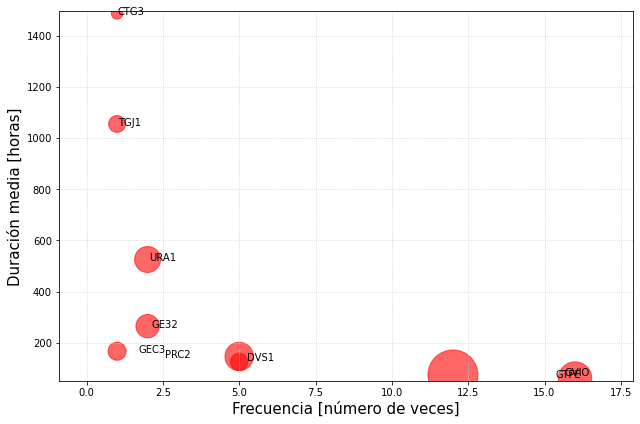 CTG3
TGJ1
URA1
GE32
GEC3
PRC2
DVS1
GVIO
Duración media [horas]
1400
1200
1000
800
600
400
200
0.0
2.5
5.0
7.5
10.0
12.5
15.0
17.5
Frecuencia [número de veces]